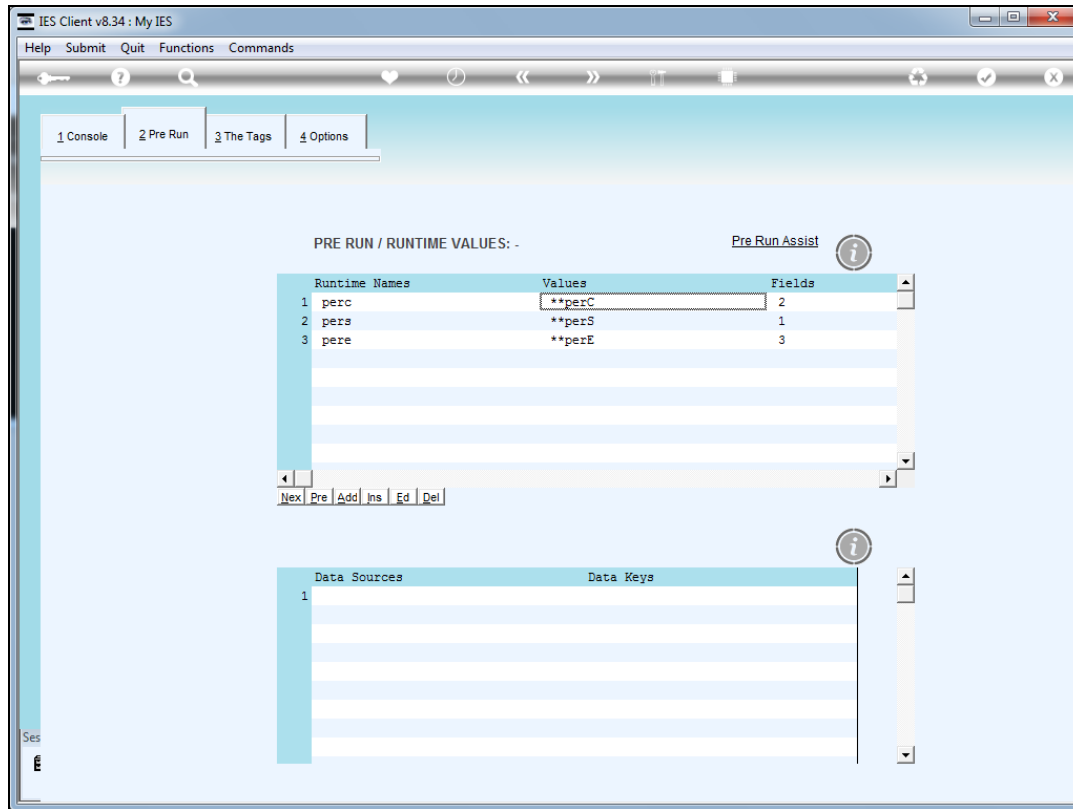 IES Client v8.34 : My IES
Help Submit Quit Functions Commands
1 Console 2 Pre Run 3 The Tags 4 Options
PRE RUN / RUNTIME VALUES: - Pre Run Assist
Runtime Names Values Fields
1 perc **perC 2
2 pers **perS 1
3 pere **perE 3
Nex Pre Add Ins Ed Del
Data Sources Data Keys
1
Ses